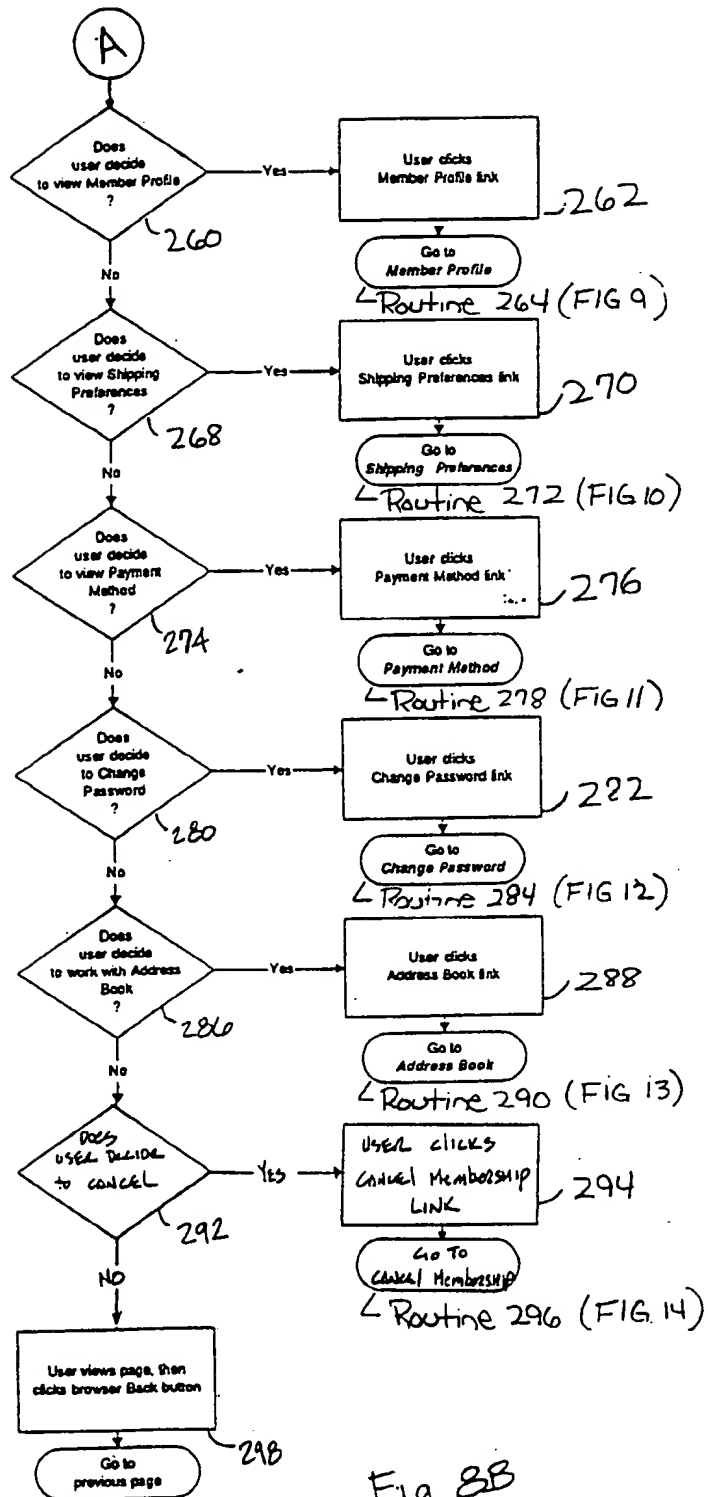 A
Does
user decide
to view Member Profile
?
260
Yes
User clicks
Member Profile link
262
Go to
Member Profile
Routine 264 (FIG 9)
No
Does
user decide
to view Shipping
Preferences
?
268
Yes
User clicks
Shipping Preferences link
270
Go to
Shipping Preferences
Routine 272 (FIG 10)
No
Does
user decide
to view Payment
Method
?
274
Yes
User clicks
Payment Method link
276
Go to
Payment Method
Routine 278 (FIG 11)
No
Does
user decide
to Change
Password
?
280
Yes
User clicks
Change Password link
282
Go to
Change Password
Routine 284 (FIG 12)
No
Does
user decide
to work with Address
Book
?
286
Yes
User clicks
Address Book link
288
Go to
Address Book
Routine 290 (FIG 13)
No
DOES
USER DECIDE
to CANCEL
292
YES
USER clicks
CANCEL MEMBERSHIP
LINK
294
GO TO
CANCEL MEMBERSHIP
Routine 296 (FIG. 14)
NO
User views page, then
clicks browser Back button
298
Go to
previous page
Fig 8B